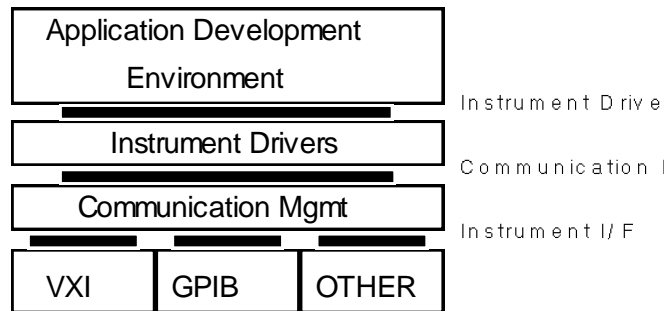 Application Development
Environment
Instrument Drive
Instrument Drivers
Communication I
Communication Mgmt
Instrument I/F
VXI GPIB OTHER